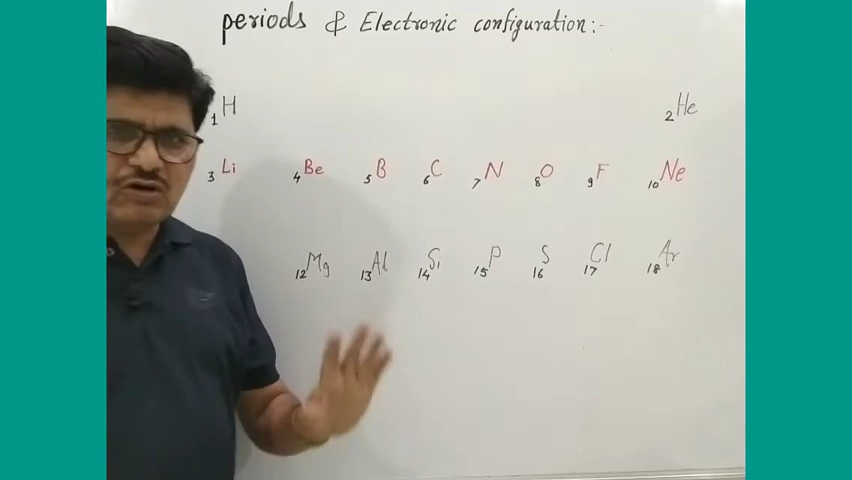 periods & Electronic configuration:-
1H 2He
3Li 4Be 5B 6C 7N 8O 9F 10Ne
12Mg 13Al 14Si 15P 16S 17Cl 18Ar